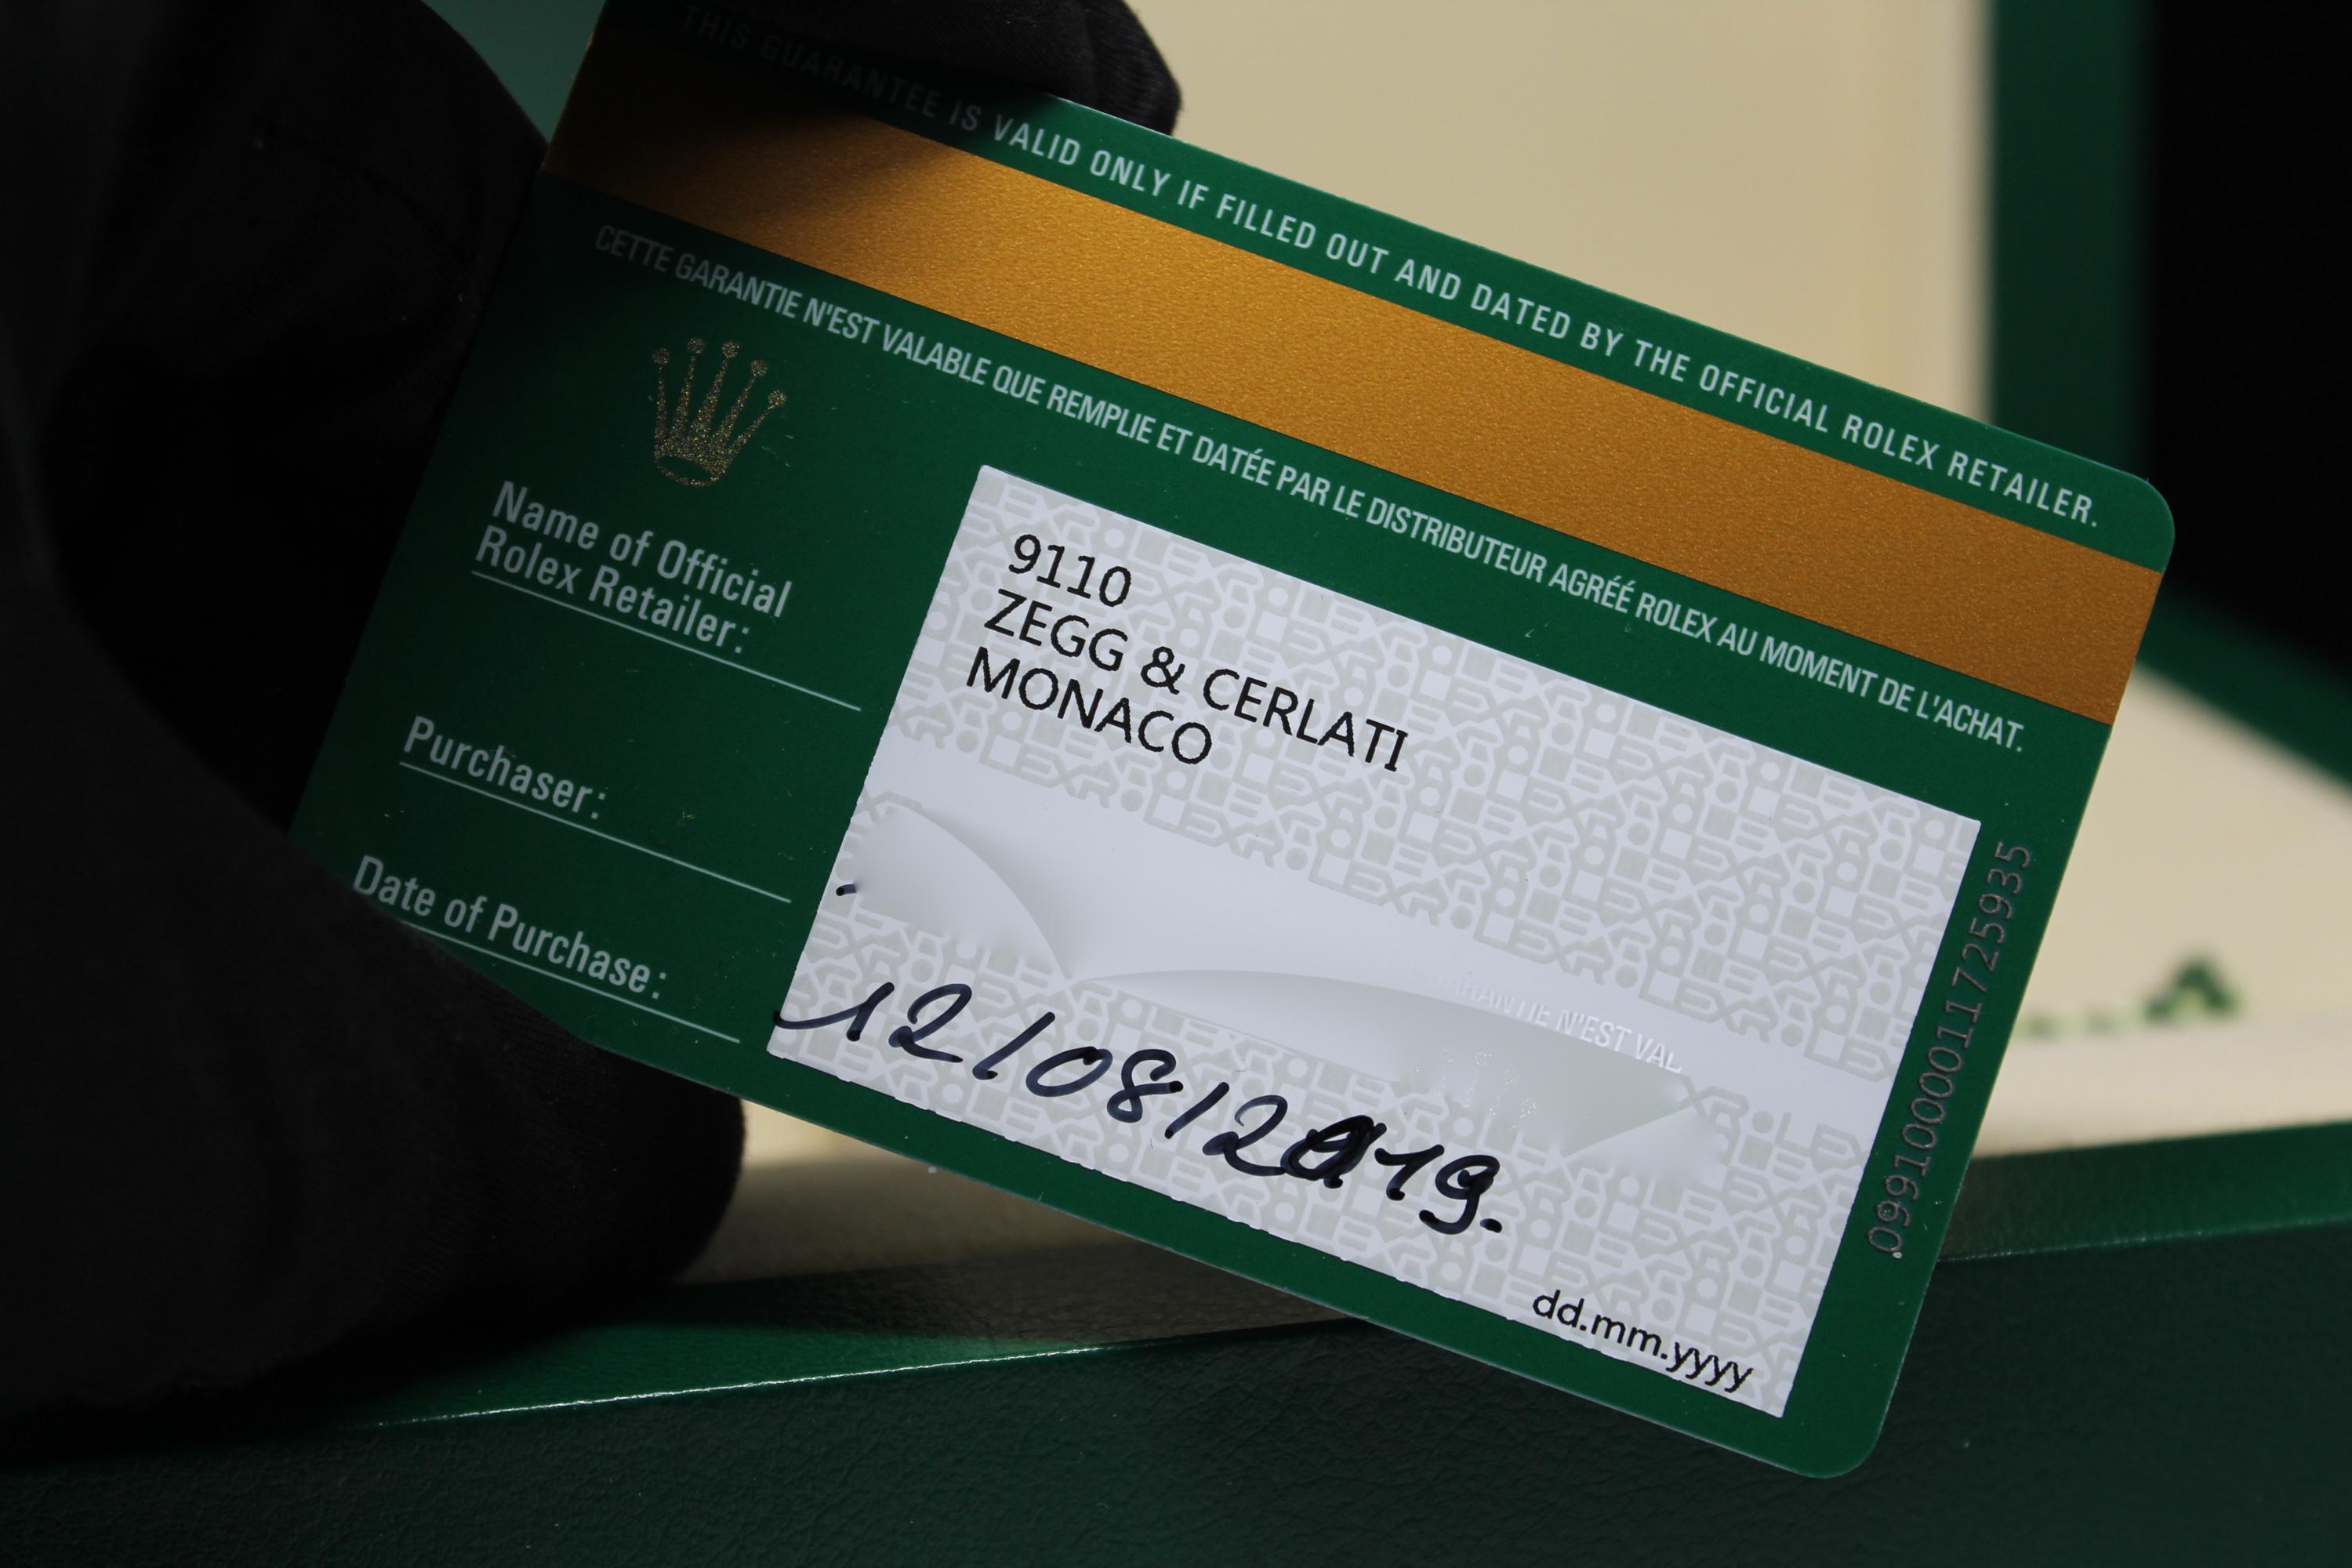 THIS GUARANTEE IS VALID ONLY IF FILLED OUT AND DATED BY THE OFFICIAL ROLEX RETAILER.
CETTE GARANTIE N'EST VALABLE QUE REMPLIE ET DATÉE PAR LE DISTRIBUTEUR AGRÉÉ ROLEX AU MOMENT DE L'ACHAT.
Name of Official
Rolex Retailer:
9110
ZEGG & CERLATI
MONACO
Purchaser:
Date of Purchase:
N'EST VAL
12/08/2019.
dd.mm.yyyy
0991000011725935